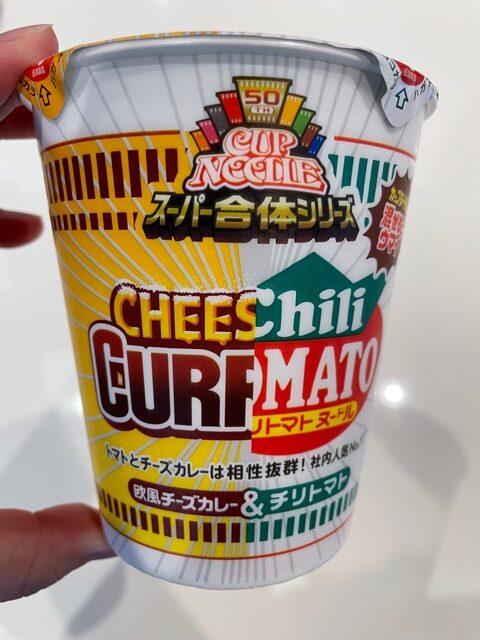 50
TH
CUP
NOODLE
スーパー合体シリーズ
CHEES
CURR
Chili
OMATO
リトマト ヌードル
トマトとチーズカレーは相性抜群! 社内人気No.
欧風チーズカレー & チリトマト